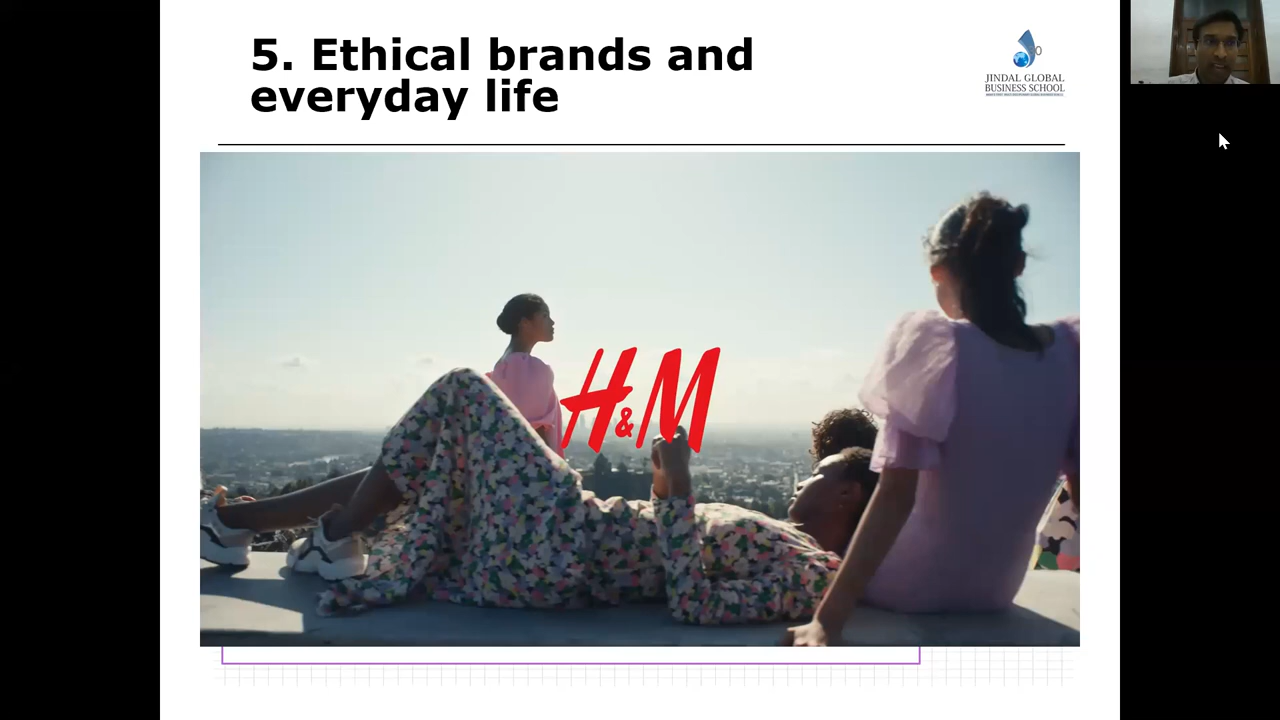 5. Ethical brands and
everyday life
JINDAL GLOBAL
BUSINESS SCHOOL
H&M